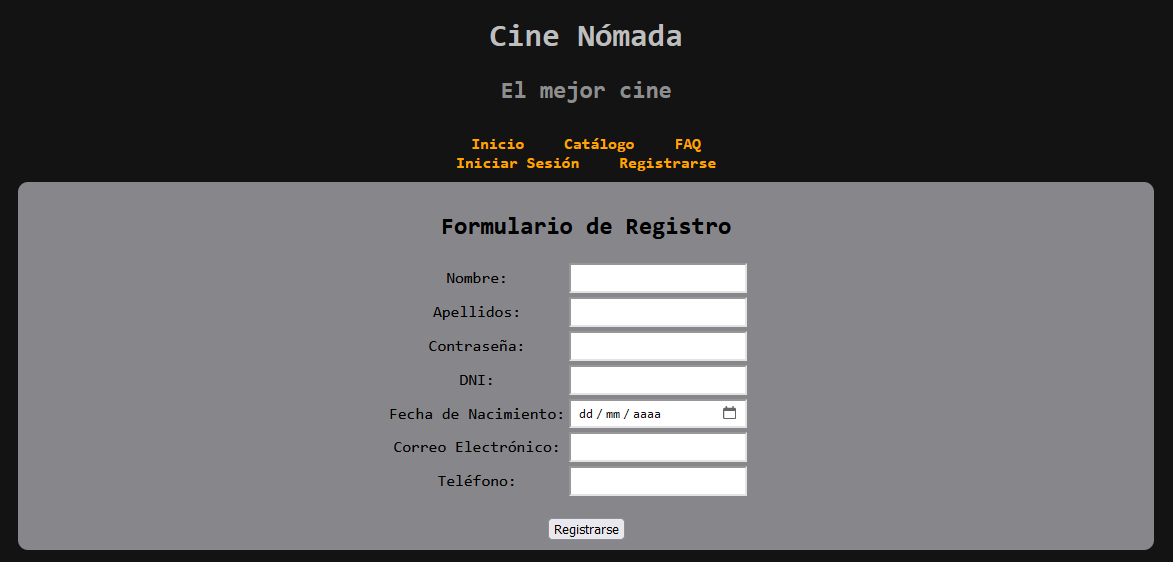 Cine Nómada
El mejor cine
Inicio Catálogo FAQ
Iniciar Sesión Registrarse
Formulario de Registro
Nombre:
Apellidos:
Contraseña:
DNI:
Fecha de Nacimiento: dd / mm / aaaa
Correo Electrónico:
Teléfono:
Registrarse